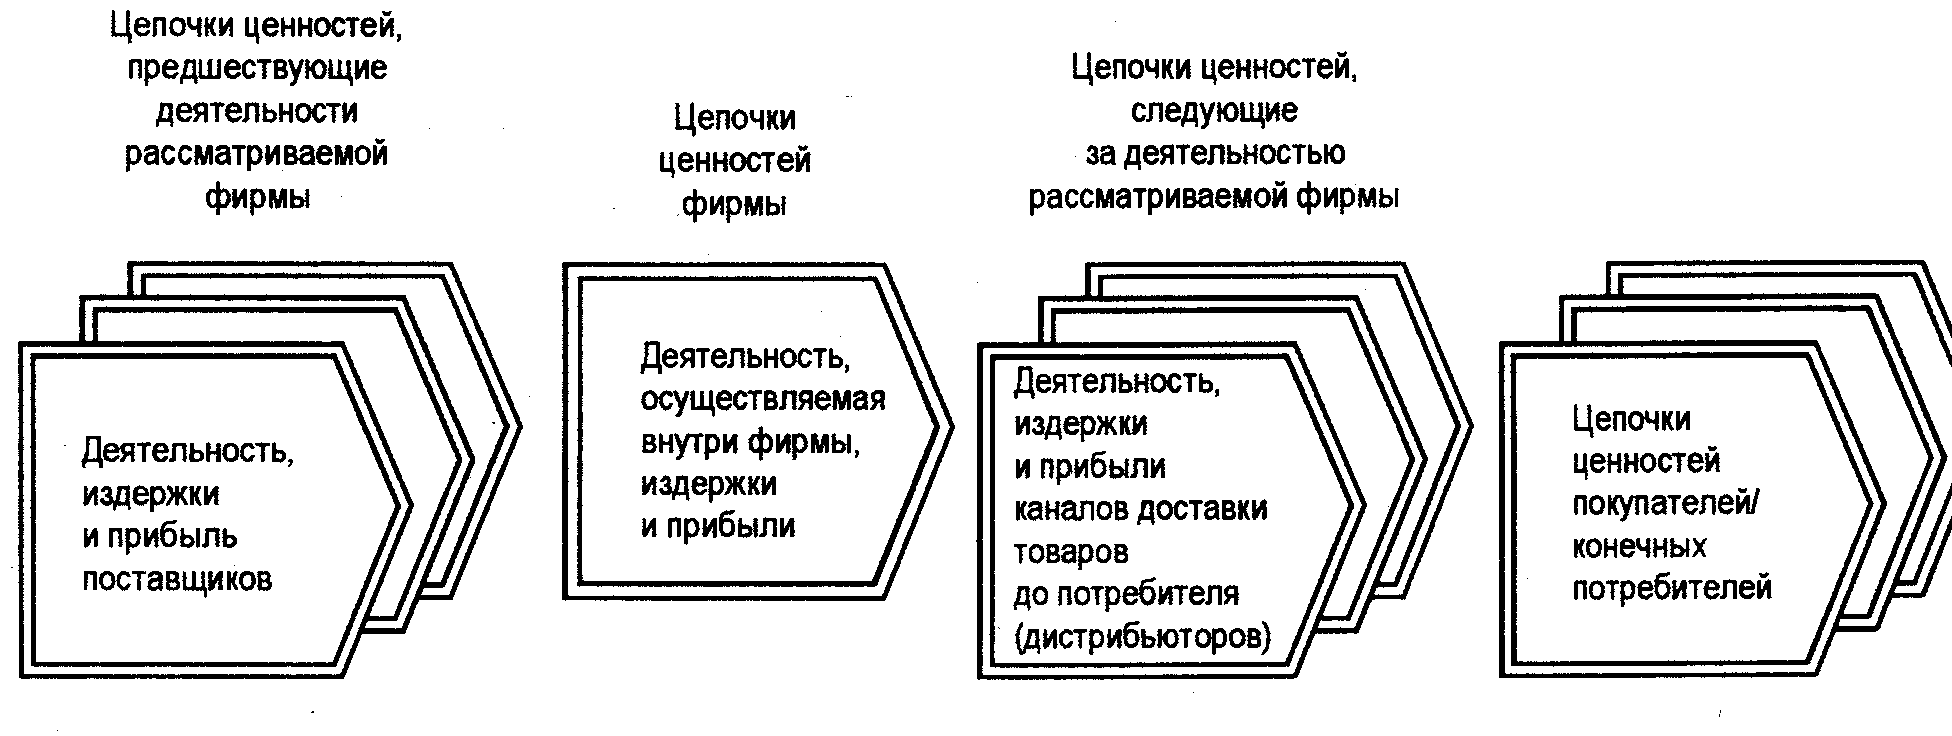 Цепочки ценностей,
предшествующие
деятельности
рассматриваемой
фирмы
Цепочки
ценностей
фирмы
Цепочки ценностей,
следующие
за деятельностью
рассматриваемой фирмы
Деятельность,
издержки
и прибыль
поставщиков
Деятельность,
осуществляемая
внутри фирмы,
издержки
и прибыли
Деятельность,
издержки
и прибыли
каналов доставки
товаров
до потребителя
(дистрибьюторов)
Цепочки
ценностей
покупателей/
конечных
потребителей